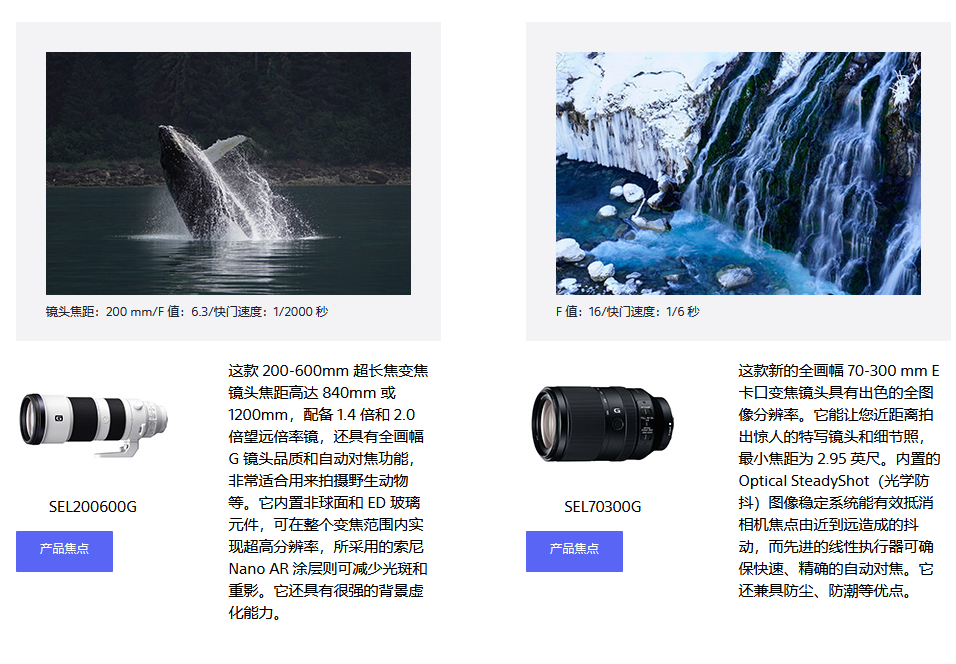 镜头焦距：200 mm/F 值：6.3/快门速度：1/2000 秒
这款 200-600mm 超长焦变焦
镜头焦距高达 840mm 或
1200mm，配备 1.4 倍和 2.0
倍望远倍率镜，还具有全画幅
G 镜头品质和自动对焦功能，
非常适合用来拍摄野生动物
等。它内置非球面和 ED 玻璃
元件，可在整个变焦范围内实
现超高分辨率，所采用的索尼
Nano AR 涂层则可减少光斑和
重影。它还具有很强的背景虚
化能力。
G
SEL200600G
产品焦点
F 值：16/快门速度：1/6 秒
这款新的全画幅 70-300 mm E
卡口变焦镜头具有出色的全图
像分辨率。它能让您近距离拍
出惊人的特写镜头和细节照，
最小焦距为 2.95 英尺。内置的
Optical SteadyShot（光学防
抖）图像稳定系统能有效抵消
相机焦点由近到远造成的抖
动，而先进的线性执行器可确
保快速、精确的自动对焦。它
还兼具防尘、防潮等优点。
G
SEL70300G
产品焦点